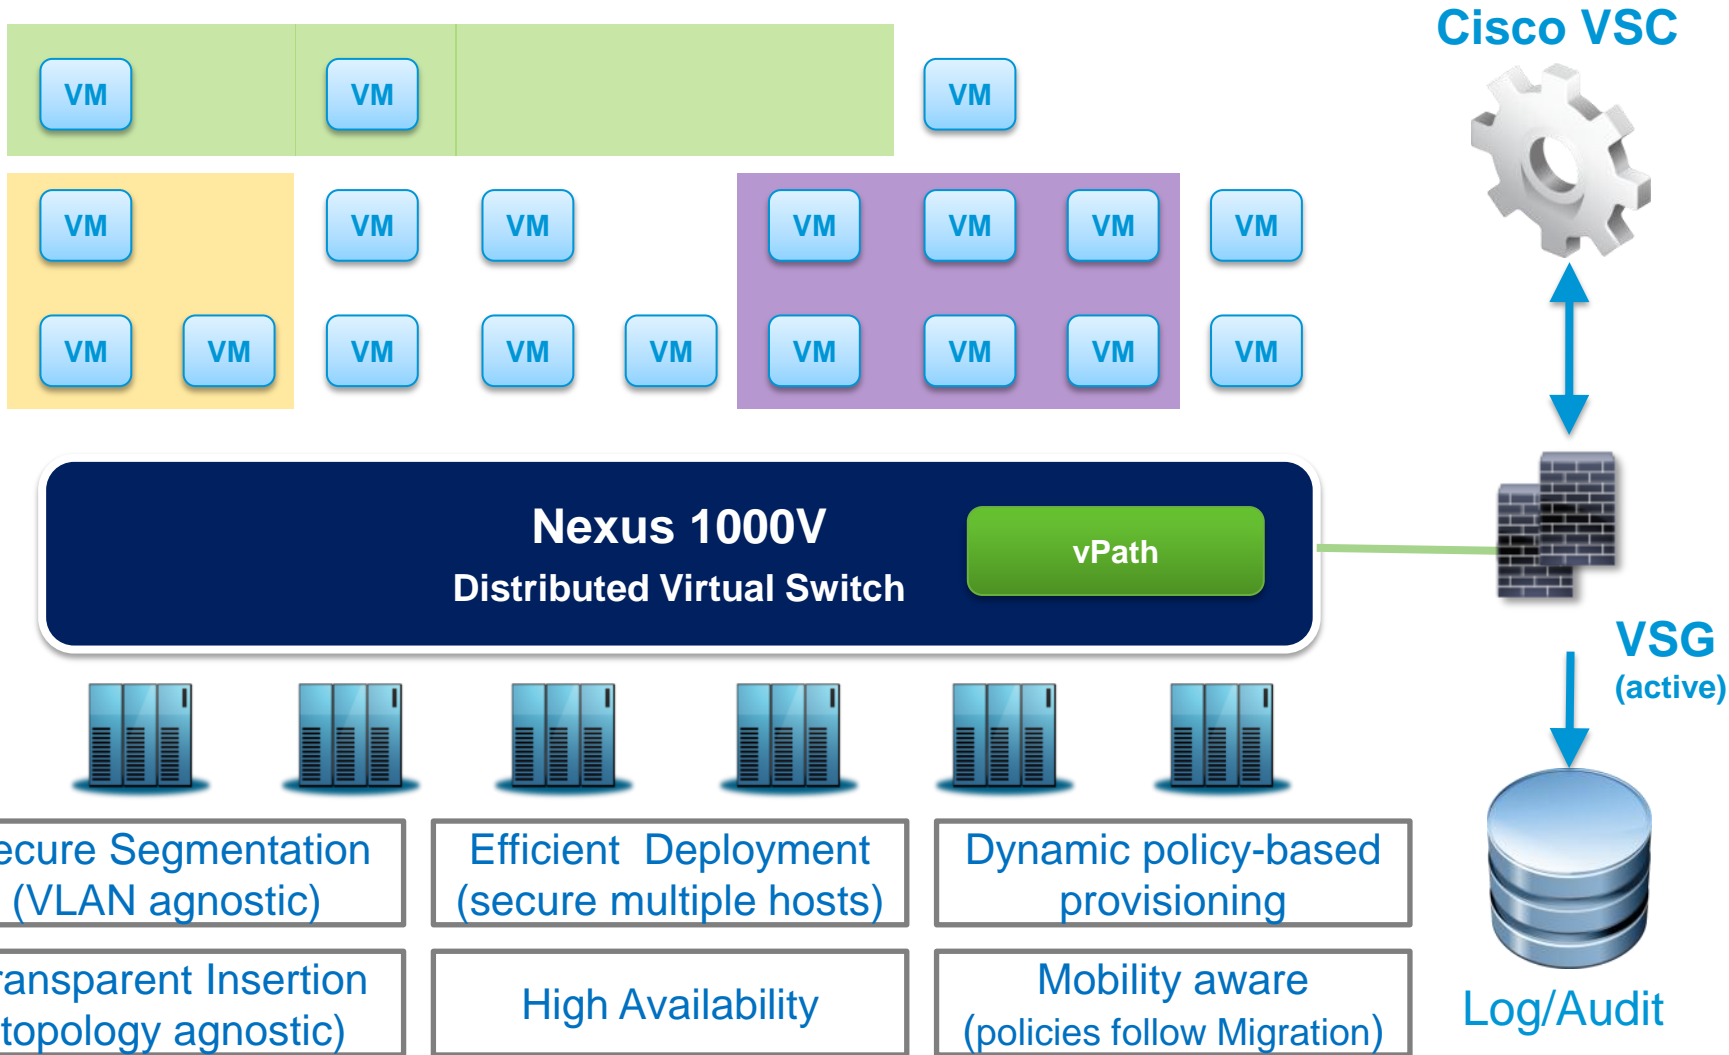 Cisco VSC
VM VM VM
VM VM VM VM VM VM VM
VM VM VM VM VM VM VM VM VM
Nexus 1000V
Distributed Virtual Switch
vPath
VSG
(active)
ecure Segmentation
(VLAN agnostic)
Efficient Deployment
(secure multiple hosts)
Dynamic policy-based
provisioning
ransparent Insertion
topology agnostic)
High Availability
Mobility aware
(policies follow Migration)
Log/Audit